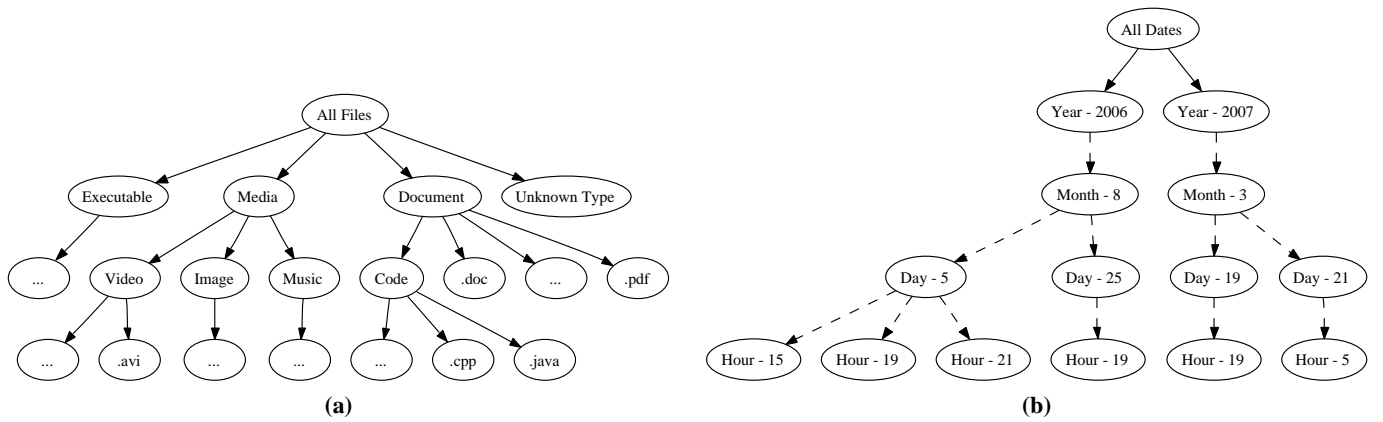 All Files
Executable Media Document Unknown Type
... Video Image Music Code .doc ... .pdf
... .avi ... ... ... .cpp .java
(a)
All Dates
Year - 2006 Year - 2007
Month - 8 Month - 3
Day - 5 Day - 25 Day - 19 Day - 21
Hour - 15 Hour - 19 Hour - 21 Hour - 19 Hour - 19 Hour - 5
(b)